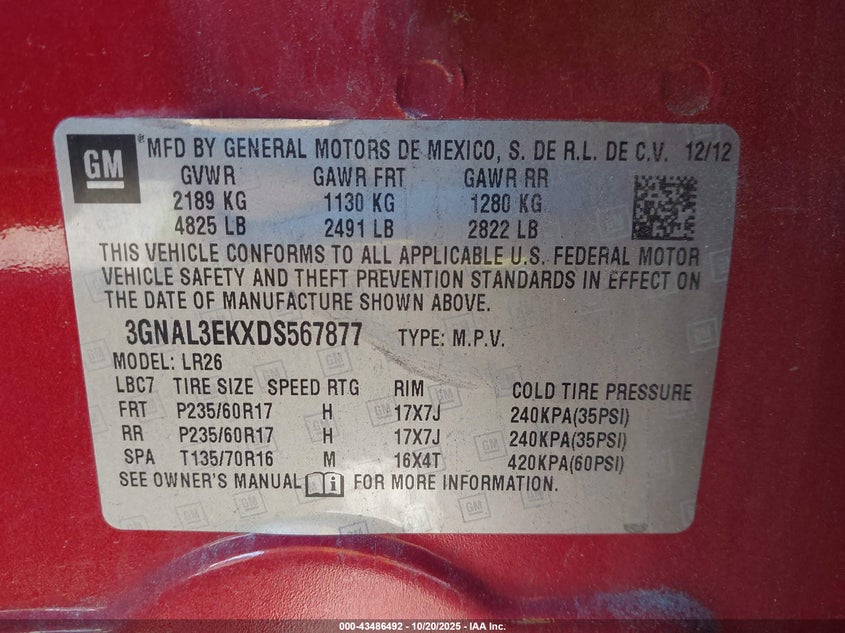 GM ® MFD BY GENERAL MOTORS DE MEXICO, S. DE R.L. DE C.V. 12/12
GVWR GAWR FRT GAWR RR
2189 KG 1130 KG 1280 KG
4825 LB 2491 LB 2822 LB
THIS VEHICLE CONFORMS TO ALL APPLICABLE U.S. FEDERAL MOTOR
VEHICLE SAFETY AND THEFT PREVENTION STANDARDS IN EFFECT ON
THE DATE OF MANUFACTURE SHOWN ABOVE.
3GNAL3EKXDS567877 TYPE: M.P.V.
MODEL: LR26
LBC7 TIRE SIZE SPEED RTG RIM COLD TIRE PRESSURE
FRT P235/60R17 H 17X7J 240KPA(35PSI)
RR P235/60R17 H 17X7J 240KPA(35PSI)
SPA T135/70R16 M 16X4T 420KPA(60PSI)
SEE OWNER'S MANUAL i FOR MORE INFORMATION.
000-43486492 - 10/20/2025 - IAA Inc.